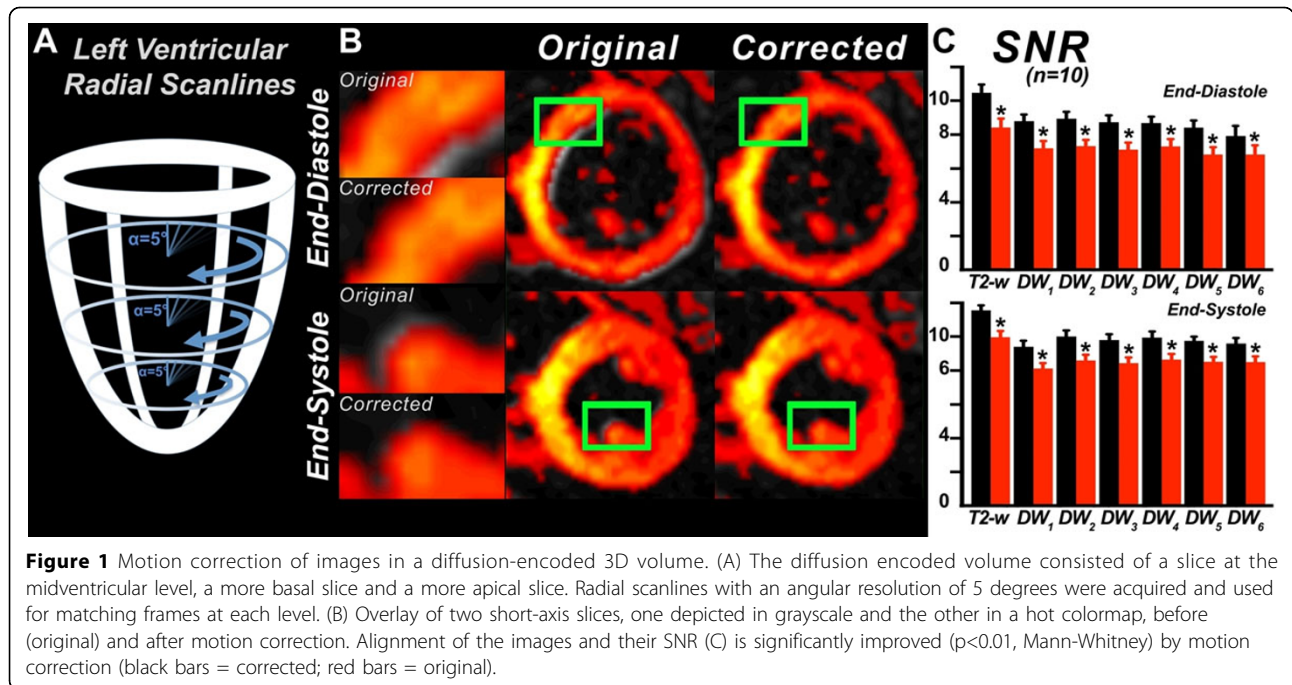 A
Left Ventricular
Radial Scanlines
α=5°
α=5°
α=5°
B
Original
Corrected
End-Diastole
Original
Corrected
End-Systole
Original
Corrected
C
SNR
(n=10)
End-Diastole
10
8
4
0
* * * * * * *
T2-w DW1 DW2 DW3 DW4 DW5 DW6
End-Systole
10
6
4
0
* * * * * * *
T2-w DW1 DW2 DW3 DW4 DW5 DW6
Figure 1 Motion correction of images in a diffusion-encoded 3D volume. (A) The diffusion encoded volume consisted of a slice at the
midventricular level, a more basal slice and a more apical slice. Radial scanlines with an angular resolution of 5 degrees were acquired and used
for matching frames at each level. (B) Overlay of two short-axis slices, one depicted in grayscale and the other in a hot colormap, before
(original) and after motion correction. Alignment of the images and their SNR (C) is significantly improved (p<0.01, Mann-Whitney) by motion
correction (black bars = corrected; red bars = original).